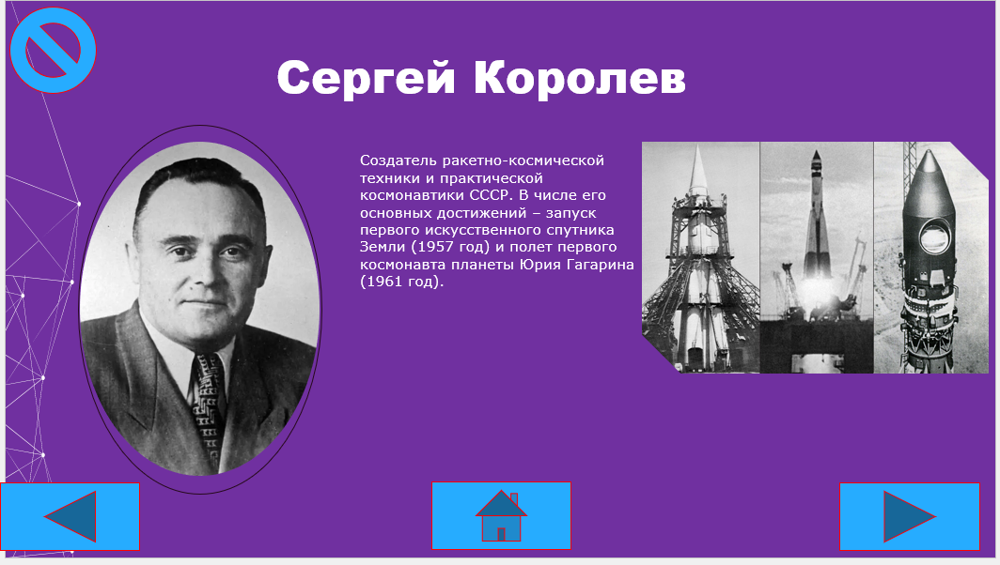 Сергей Королев
Создатель ракетно-космической
техники и практической
космонавтики СССР. В числе его
основных достижений – запуск
первого искусственного спутника
Земли (1957 год) и полет первого
космонавта планеты Юрия Гагарина
(1961 год).